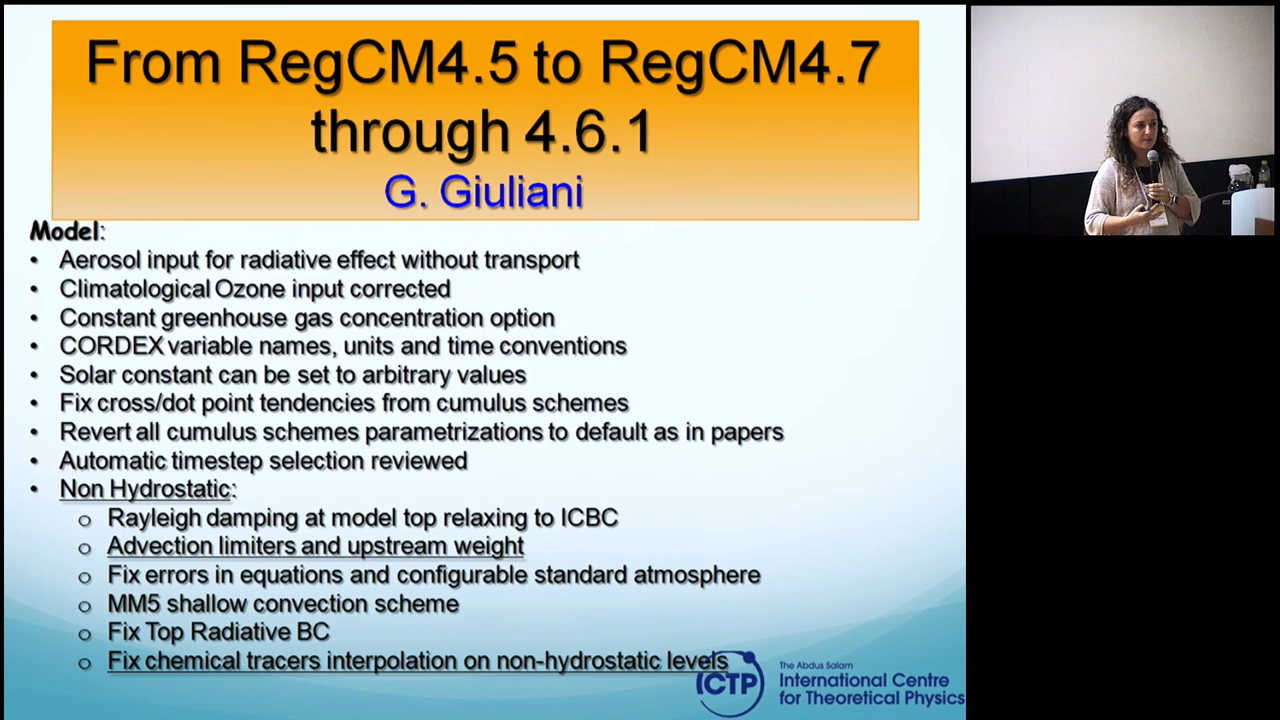 From RegCM4.5 to RegCM4.7
through 4.6.1
G. Giuliani
Model:
• Aerosol input for radiative effect without transport
• Climatological Ozone input corrected
• Constant greenhouse gas concentration option
• CORDEX variable names, units and time conventions
• Solar constant can be set to arbitrary values
• Fix cross/dot point tendencies from cumulus schemes
• Revert all cumulus schemes parametrizations to default as in papers
• Automatic timestep selection reviewed
• Non Hydrostatic:
o Rayleigh damping at model top relaxing to ICBC
o Advection limiters and upstream weight
o Fix errors in equations and configurable standard atmosphere
o MM5 shallow convection scheme
o Fix Top Radiative BC
o Fix chemical tracers interpolation on non-hydrostatic levels
ICTP
The Abdus Salam
International Centre
for Theoretical Physics